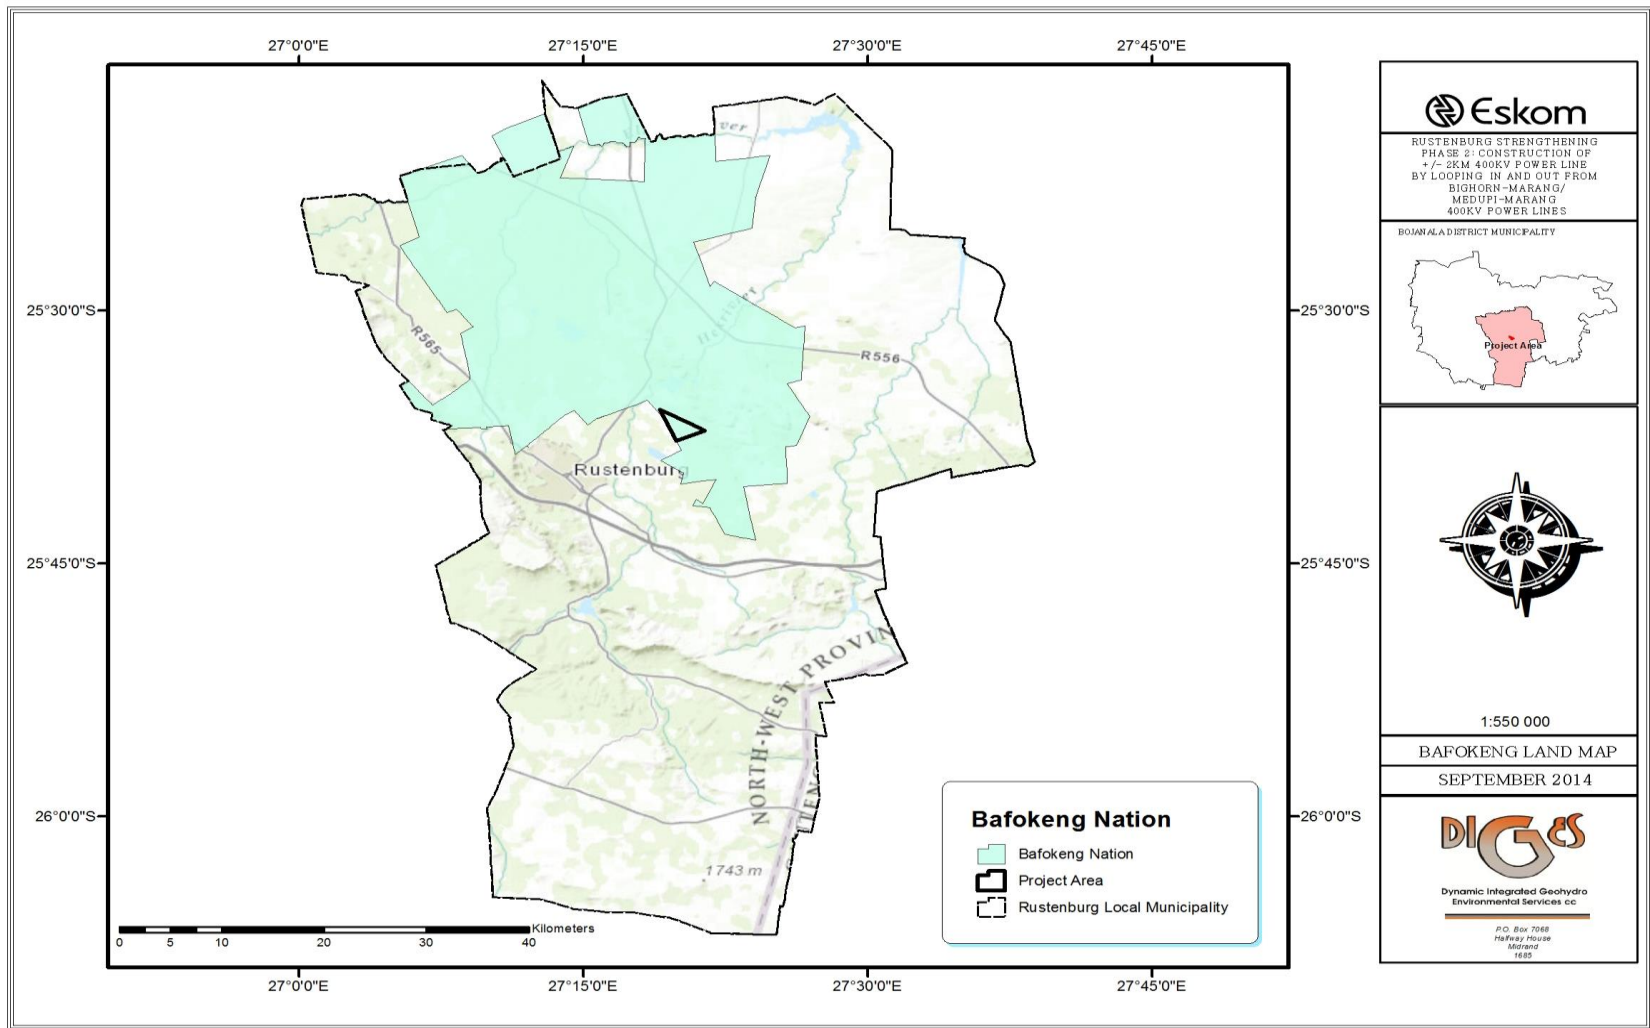 27°0'0"E
27°15'0"E
27°30'0"E
27°45'0"E
25°30'0"S
25°45'0"S
26°0'0"S
ver
R565
R556
Rustenburg
NORTH-WEST PROVIN
TENG
1743 m
25°30'0"S
25°45'0"S
26°0'0"S
Kilometers
0 5 10 20 30 40
27°0'0"E
27°15'0"E
27°30'0"E
27°45'0"E
Bafokeng Nation
Bafokeng Nation
Project Area
Rustenburg Local Municipality
Eskom
RUSTENBURG STRENGTHENING
PHASE 2: CONSTRUCTION OF
+/- 2KM 400KV POWER LINE
BY LOOPING IN AND OUT FROM
BIGHORN-MARANG/
MEDUPI-MARANG
400KV POWER LINES
BOJANALA DISTRICT MUNICIPALITY
Project Area
1:550 000
BAFOKENG LAND MAP
SEPTEMBER 2014
DIGES
Dynamic Integrated Geohydro
Environmental Services cc
P.O. Box 7068
Halfway House
Midrand
1685